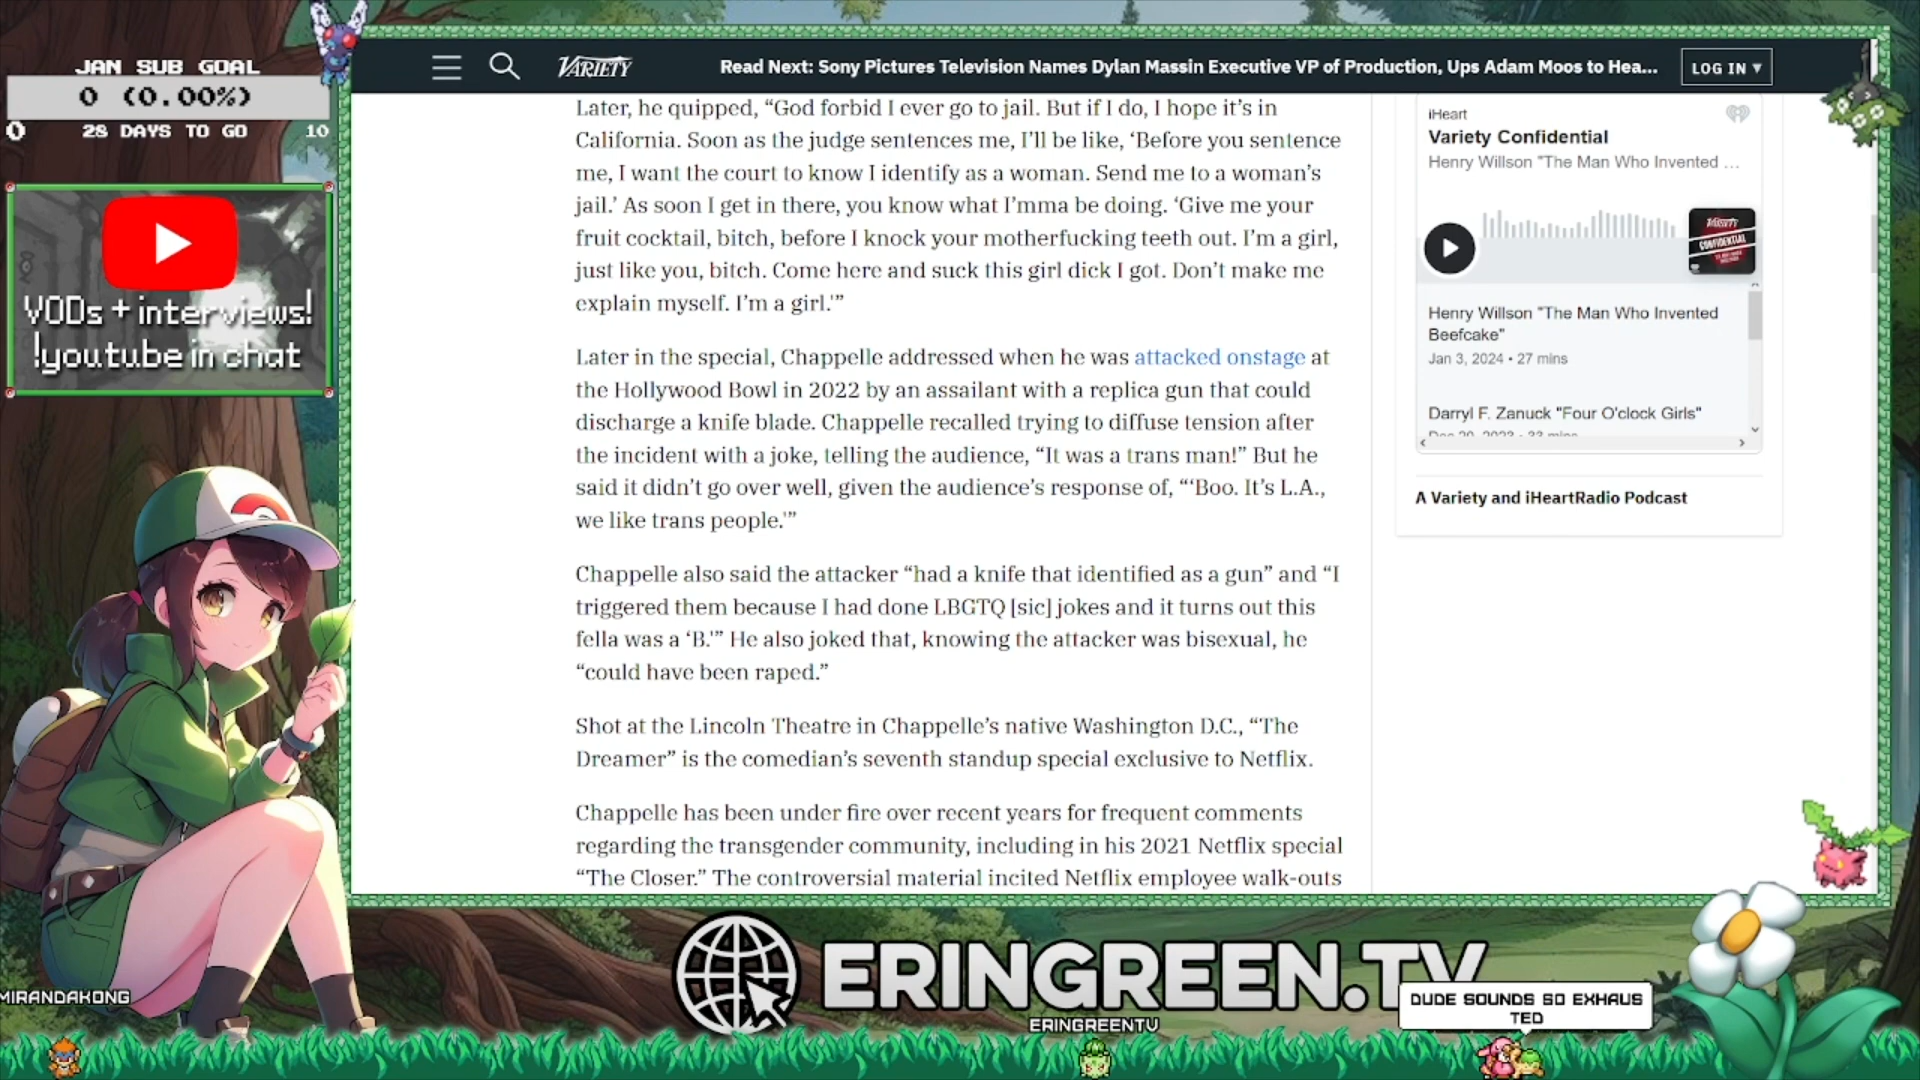 JAN SUB GOAL
0 (0.00%)
0 28 DAYS TO GO 10
VODs + interviews!
!youtube in chat
VARIETY
Read Next: Sony Pictures Television Names Dylan Massin Executive VP of Production, Ups Adam Moos to Hea...
LOG IN ▾
Later, he quipped, “God forbid I ever go to jail. But if I do, I hope it’s in
California. Soon as the judge sentences me, I’ll be like, ‘Before you sentence
me, I want the court to know I identify as a woman. Send me to a woman’s
jail.’ As soon I get in there, you know what I’mma be doing. ‘Give me your
fruit cocktail, bitch, before I knock your motherfucking teeth out. I’m a girl,
just like you, bitch. Come here and suck this girl dick I got. Don’t make me
explain myself. I’m a girl.'”
Later in the special, Chappelle addressed when he was attacked onstage at
the Hollywood Bowl in 2022 by an assailant with a replica gun that could
discharge a knife blade. Chappelle recalled trying to diffuse tension after
the incident with a joke, telling the audience, “It was a trans man!” But he
said it didn’t go over well, given the audience’s response of, “‘Boo. It’s L.A.,
we like trans people.'”
Chappelle also said the attacker “had a knife that identified as a gun” and “I
triggered them because I had done LBGTQ [sic] jokes and it turns out this
fella was a ‘B.'” He also joked that, knowing the attacker was bisexual, he
“could have been raped.”
Shot at the Lincoln Theatre in Chappelle’s native Washington D.C., “The
Dreamer” is the comedian’s seventh standup special exclusive to Netflix.
Chappelle has been under fire over recent years for frequent comments
regarding the transgender community, including in his 2021 Netflix special
“The Closer.” The controversial material incited Netflix employee walk-outs
iHeart
Variety Confidential
Henry Willson "The Man Who Invented ...
VARIETY
CONFIDENTIAL
Henry Willson "The Man Who Invented
Beefcake"
Jan 3, 2024 • 27 mins
Darryl F. Zanuck "Four O'clock Girls"
Dec 20, 2023 • 33 mins
A Variety and iHeartRadio Podcast
MIRANDAKONG
ERINGREEN.TV
ERINGREENTV
DUDE SOUNDS SO EXHAUS
TED